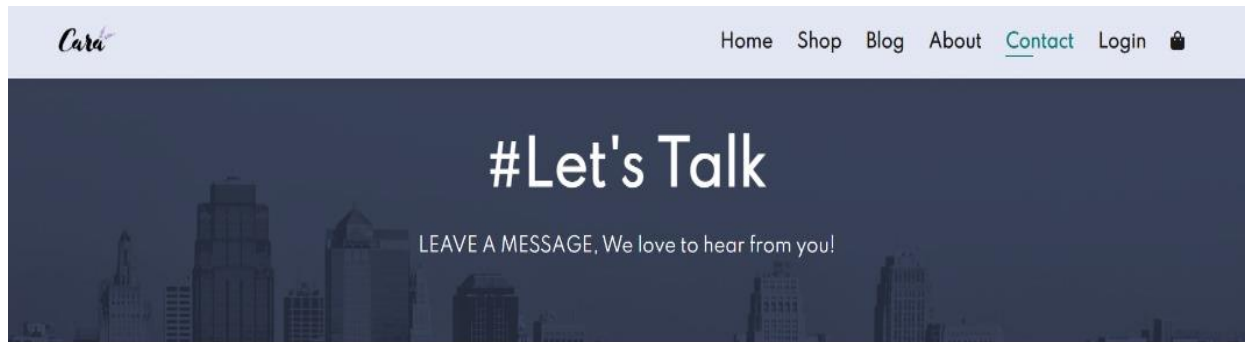 Cara
Home Shop Blog About Contact Login
#Let's Talk
LEAVE A MESSAGE, We love to hear from you!